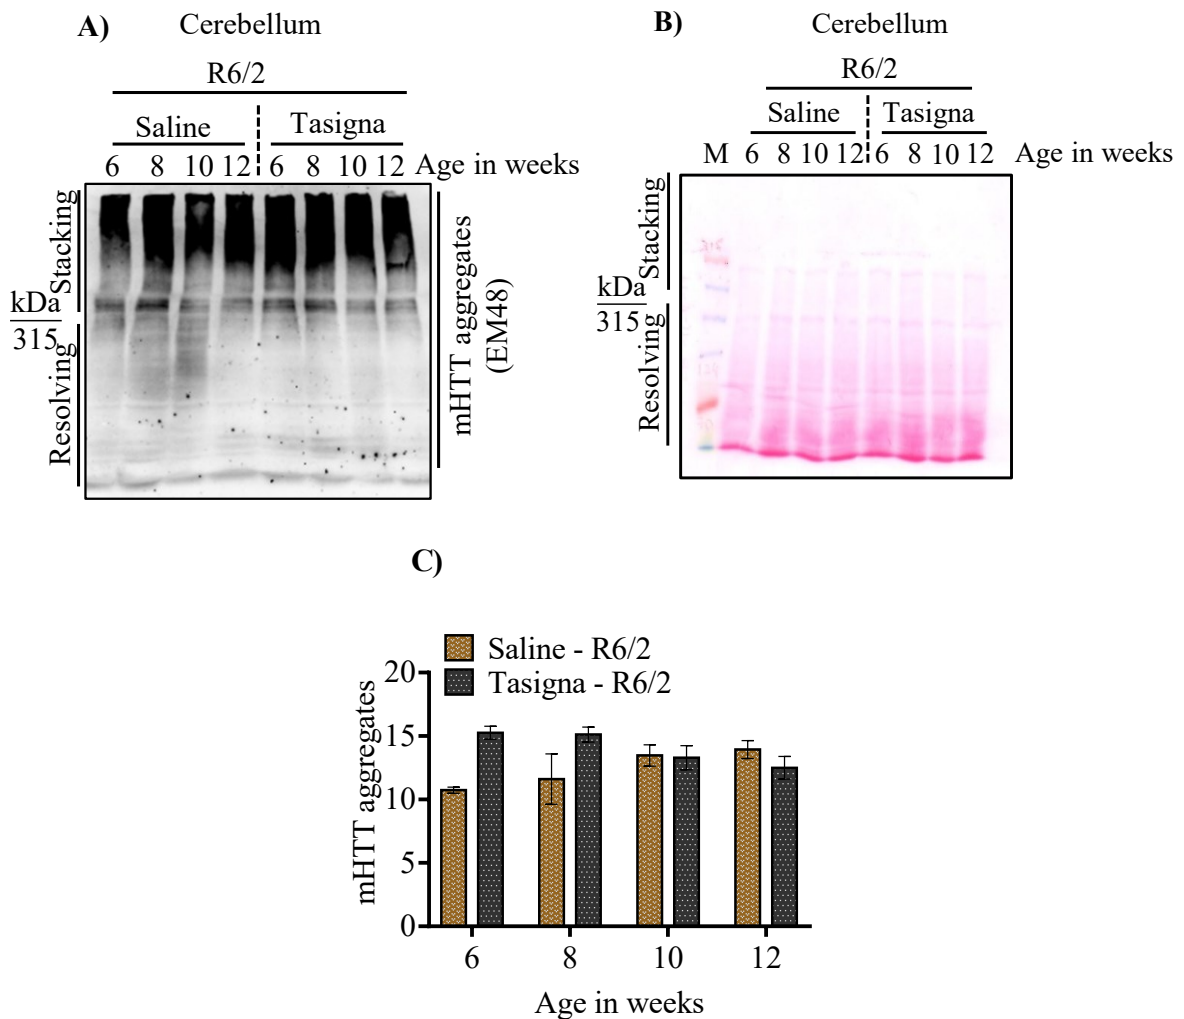 A)
Cerebellum
R6/2
Saline
Tasigna
6 8 10 12 6 8 10 12 Age in weeks
Stacking
kDa
315
Resolving
mHTT aggregates
(EM48)
B)
Cerebellum
R6/2
Saline
Tasigna
M 6 8 10 12 6 8 10 12 Age in weeks
Stacking
kDa
315
Resolving
C)
Saline - R6/2
Tasigna - R6/2
mHTT aggregates
20
15
10
5
0
6 8 10 12
Age in weeks